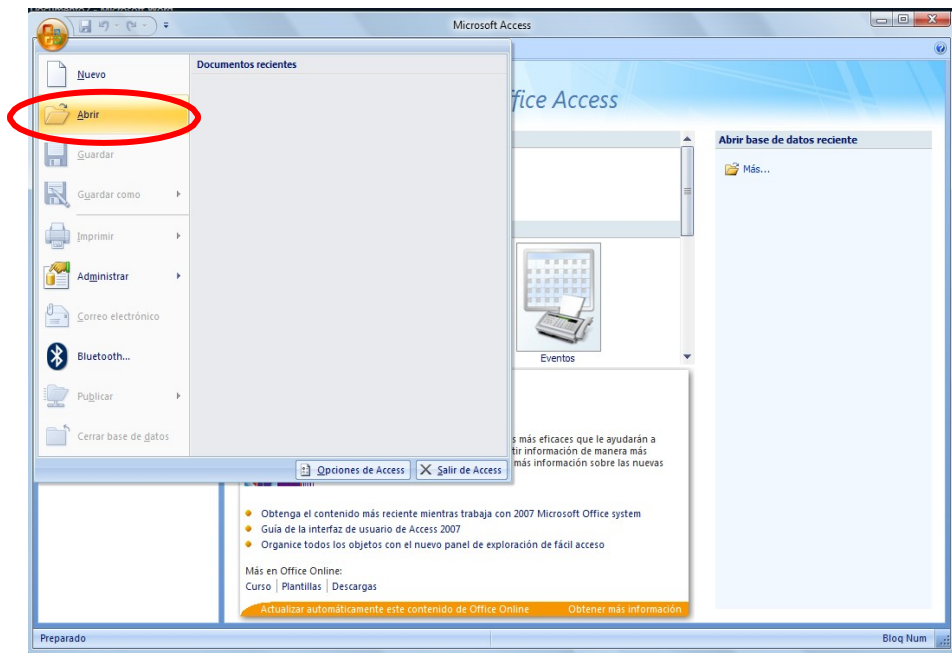 Microsoft Access
Nuevo
Documentos recientes
Abrir
Guardar
Guardar como
Imprimir
Administrar
Correo electrónico
Bluetooth...
Publicar
Cerrar base de datos
Opciones de Access
Salir de Access
fice Access
Abrir base de datos reciente
Más...
Eventos
s más eficaces que le ayudarán a
tir información de manera más
más información sobre las nuevas
Obtenga el contenido más reciente mientras trabaja con 2007 Microsoft Office system
Guía de la interfaz de usuario de Access 2007
Organice todos los objetos con el nuevo panel de exploración de fácil acceso
Más en Office Online:
Curso | Plantillas | Descargas
Actualizar automáticamente este contenido de Office Online Obtener más información
Preparado
Bloq Num